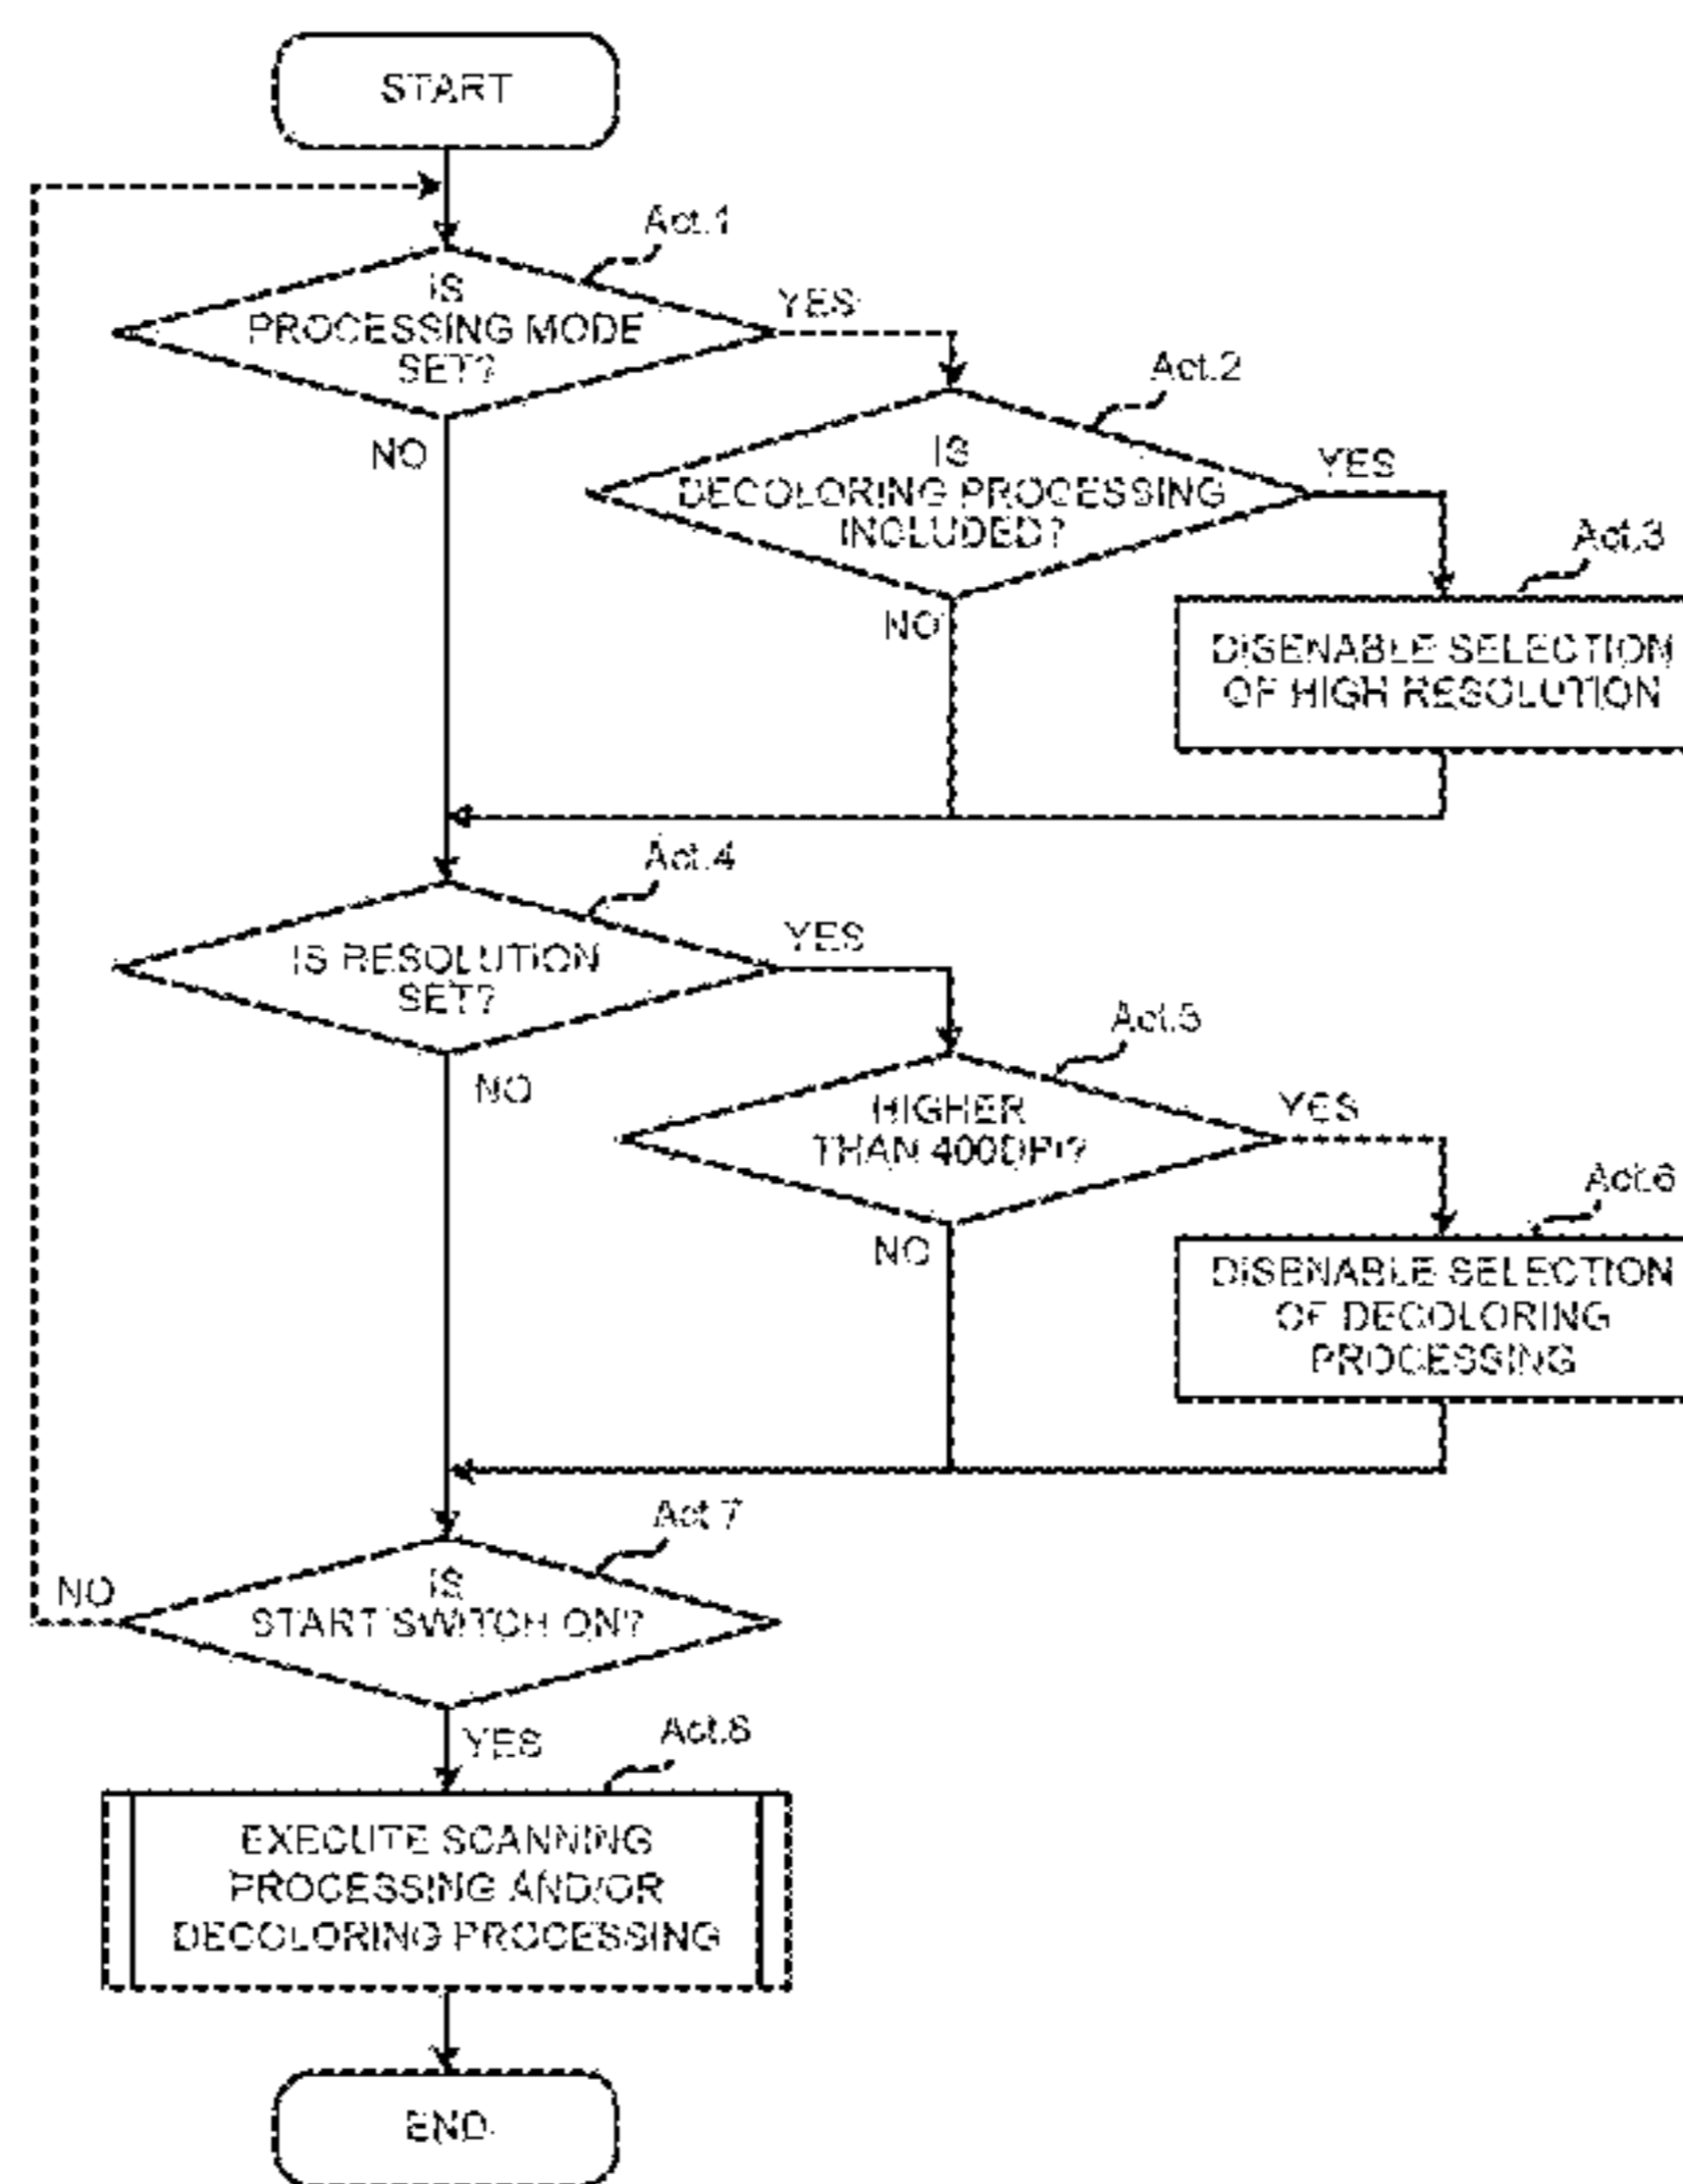 START
Act.1
IS
PROCESSING MODE
SET?
YES
NO
Act.2
IS
DECOLORING PROCESSING
INCLUDED?
YES
NO
Act.3
DISENABLE SELECTION
OF HIGH RESOLUTION
Act.4
IS RESOLUTION
SET?
YES
NO
Act.5
HIGHER
THAN 400DPI?
YES
NO
Act.6
DISENABLE SELECTION
OF DECOLORING
PROCESSING
Act.7
IS
START SWITCH ON?
NO
YES
Act.8
EXECUTE SCANNING
PROCESSING AND/OR
DECOLORING PROCESSING
END